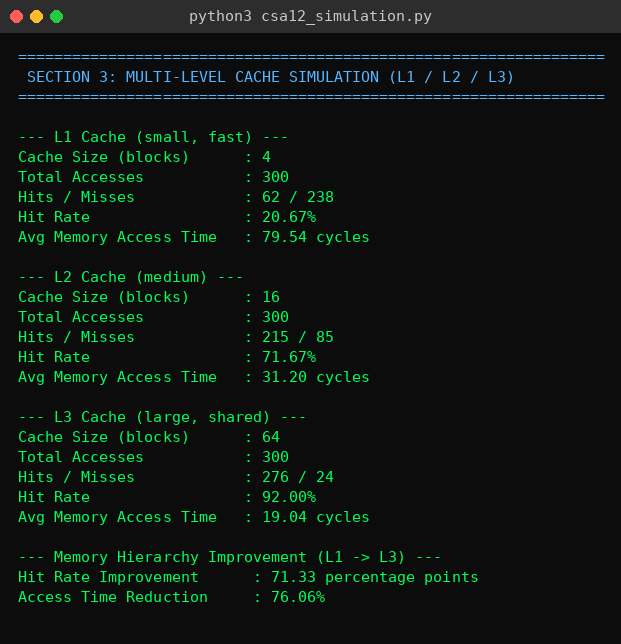 python3 csa12_simulation.py
=================================================================
SECTION 3: MULTI-LEVEL CACHE SIMULATION (L1 / L2 / L3)
=================================================================
--- L1 Cache (small, fast) ---
Cache Size (blocks)      : 4
Total Accesses           : 300
Hits / Misses            : 62 / 238
Hit Rate                 : 20.67%
Avg Memory Access Time   : 79.54 cycles
--- L2 Cache (medium) ---
Cache Size (blocks)      : 16
Total Accesses           : 300
Hits / Misses            : 215 / 85
Hit Rate                 : 71.67%
Avg Memory Access Time   : 31.20 cycles
--- L3 Cache (large, shared) ---
Cache Size (blocks)      : 64
Total Accesses           : 300
Hits / Misses            : 276 / 24
Hit Rate                 : 92.00%
Avg Memory Access Time   : 19.04 cycles
--- Memory Hierarchy Improvement (L1 -> L3) ---
Hit Rate Improvement      : 71.33 percentage points
Access Time Reduction     : 76.06%